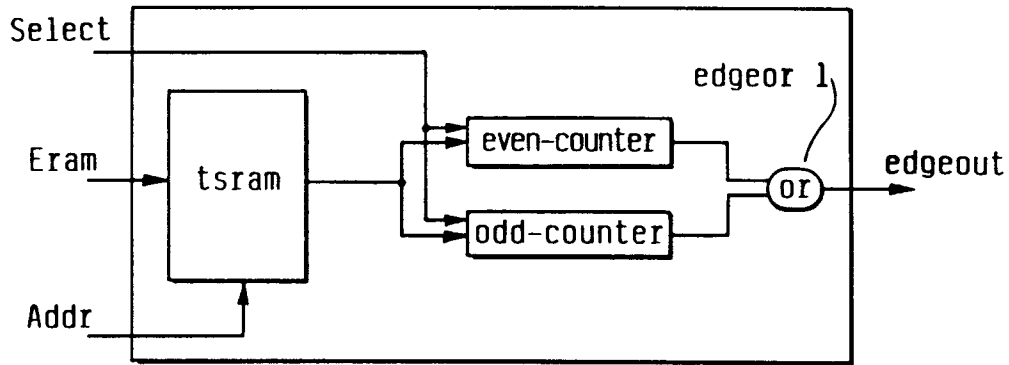 Select
edgeor 1
even-counter
Eram
tsram
or
edgeout
odd-counter
Addr